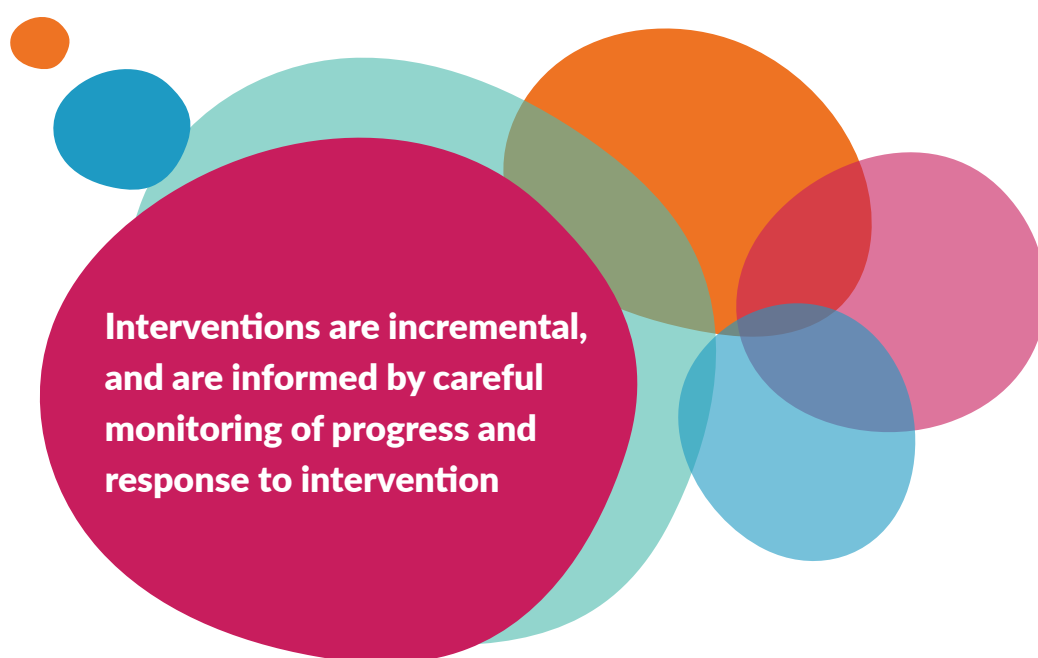 Interventions are incremental,
and are informed by careful
monitoring of progress and
response to intervention